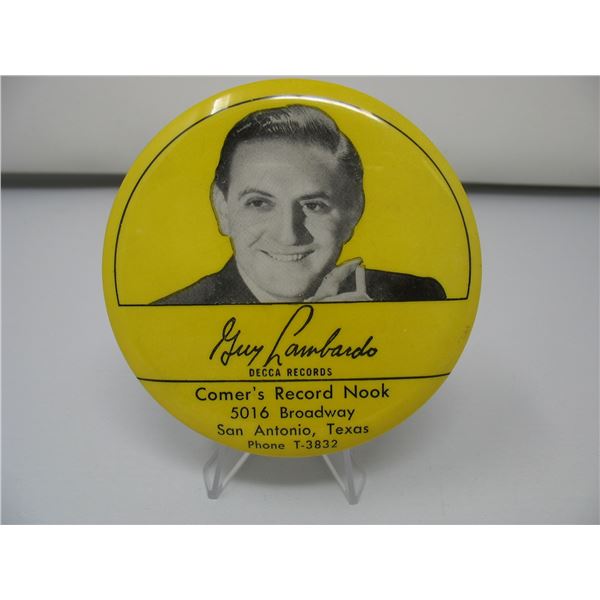 Guy Lombardo
DECCA RECORDS
Comer's Record Nook
5016 Broadway
San Antonio, Texas
Phone T-3832